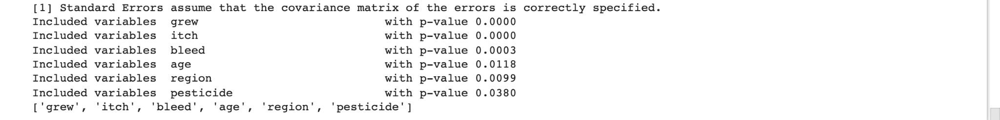 [1] Standard Errors assume that the covariance matrix of the errors is correctly specified.
Included variables  grew                           with p-value 0.0000
Included variables  itch                           with p-value 0.0000
Included variables  bleed                          with p-value 0.0003
Included variables  age                            with p-value 0.0118
Included variables  region                         with p-value 0.0099
Included variables  pesticide                      with p-value 0.0380
['grew', 'itch', 'bleed', 'age', 'region', 'pesticide']